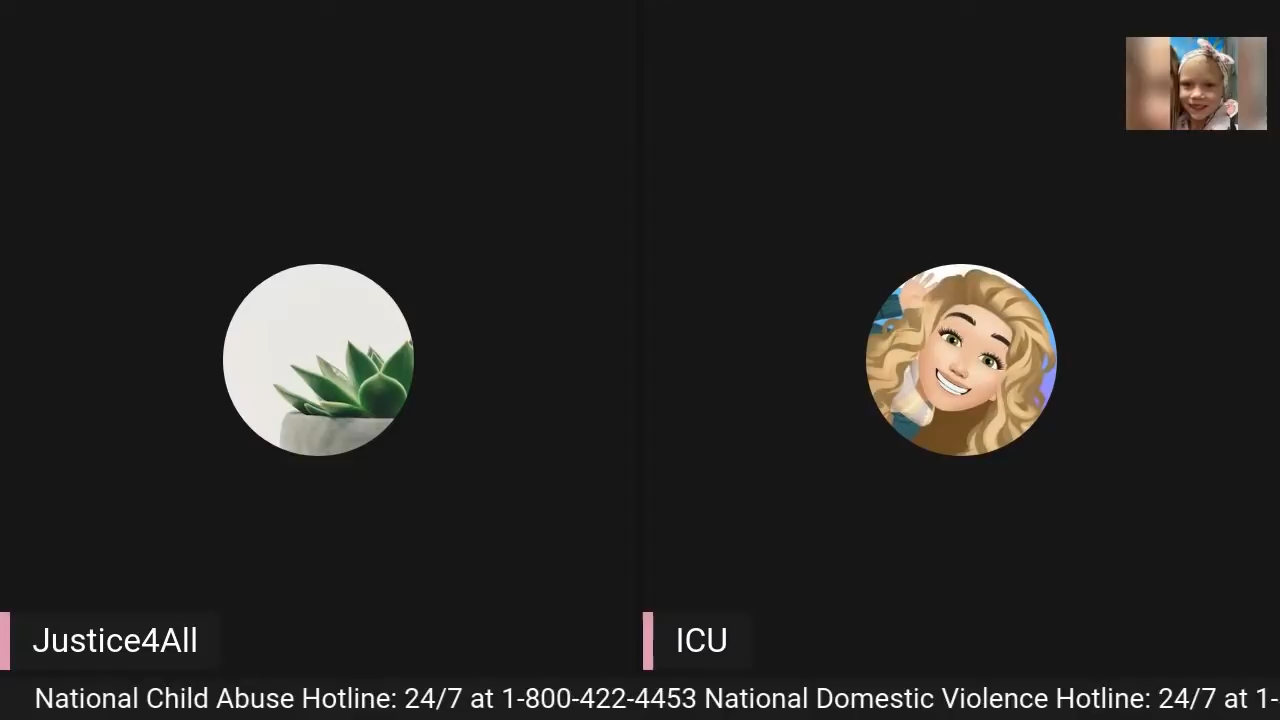 Justice4All
ICU
National Child Abuse Hotline: 24/7 at 1-800-422-4453 National Domestic Violence Hotline: 24/7 at 1-